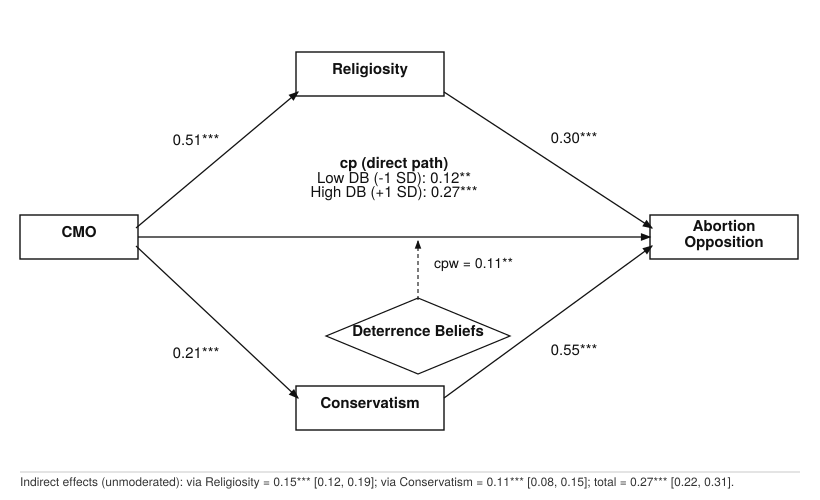 Religiosity
0.51***
0.30***
cp (direct path)
Low DB (-1 SD): 0.12**
High DB (+1 SD): 0.27***
CMO
Abortion
Opposition
cpw = 0.11**
Deterrence Beliefs
0.21***
0.55***
Conservatism
Indirect effects (unmoderated): via Religiosity = 0.15*** [0.12, 0.19]; via Conservatism = 0.11*** [0.08, 0.15]; total = 0.27*** [0.22, 0.31].